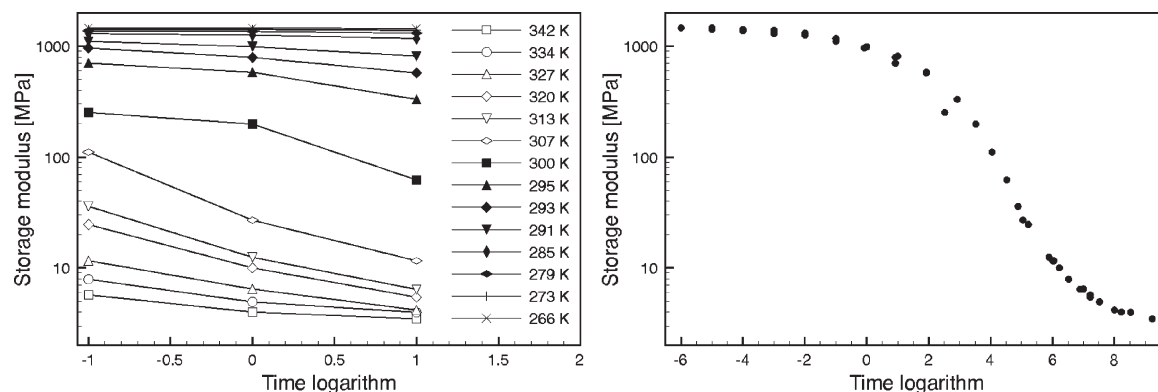 Storage modulus [MPa]
1000
100
10
-1
-0.5
0
0.5
1
1.5
2
Time logarithm
342 K
334 K
327 K
320 K
313 K
307 K
300 K
295 K
293 K
291 K
285 K
279 K
273 K
266 K
Storage modulus [MPa]
1000
100
10
-6
-4
-2
0
2
4
6
8
Time logarithm